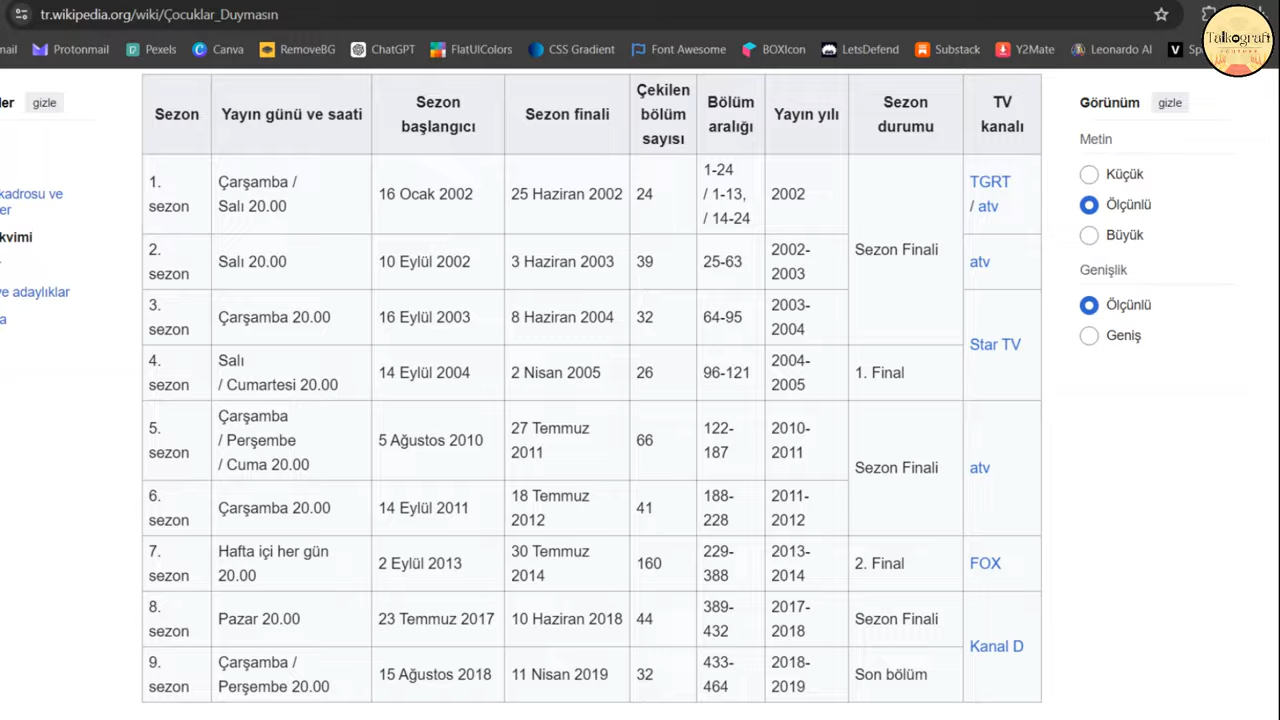 tr.wikipedia.org/wiki/Çocuklar_Duymasın
mail Protonmail Pexels Canva RemoveBG ChatGPT FlatUIColors CSS Gradient Font Awesome BOXIcon LetsDefend Substack Y2Mate Leonardo AI
Talkografi
gizle
kadrosu ve
ve adaylıklar
Sezon
Yayın günü ve saati
Sezon
başlangıcı
Sezon finali
Çekilen
bölüm
sayısı
Bölüm
aralığı
Yayın yılı
Sezon
durumu
TV
kanalı
1.
sezon
Çarşamba /
Salı 20.00
16 Ocak 2002
25 Haziran 2002
24
1-24
/ 1-13,
/ 14-24
2002
Sezon Finali
TGRT
/ atv
2.
sezon
Salı 20.00
10 Eylül 2002
3 Haziran 2003
39
25-63
2002-
2003
atv
3.
sezon
Çarşamba 20.00
16 Eylül 2003
8 Haziran 2004
32
64-95
2003-
2004
Star TV
4.
sezon
Salı
/ Cumartesi 20.00
14 Eylül 2004
2 Nisan 2005
26
96-121
2004-
2005
1. Final
5.
sezon
Çarşamba
/ Perşembe
/ Cuma 20.00
5 Ağustos 2010
27 Temmuz
2011
66
122-
187
2010-
2011
Sezon Finali
atv
6.
sezon
Çarşamba 20.00
14 Eylül 2011
18 Temmuz
2012
41
188-
228
2011-
2012
7.
sezon
Hafta içi her gün
20.00
2 Eylül 2013
30 Temmuz
2014
160
229-
388
2013-
2014
2. Final
FOX
8.
sezon
Pazar 20.00
23 Temmuz 2017
10 Haziran 2018
44
389-
432
2017-
2018
Sezon Finali
Kanal D
9.
sezon
Çarşamba /
Perşembe 20.00
15 Ağustos 2018
11 Nisan 2019
32
433-
464
2018-
2019
Son bölüm
Görünüm gizle
Metin
Küçük
Ölçünlü
Büyük
Genişlik
Ölçünlü
Geniş